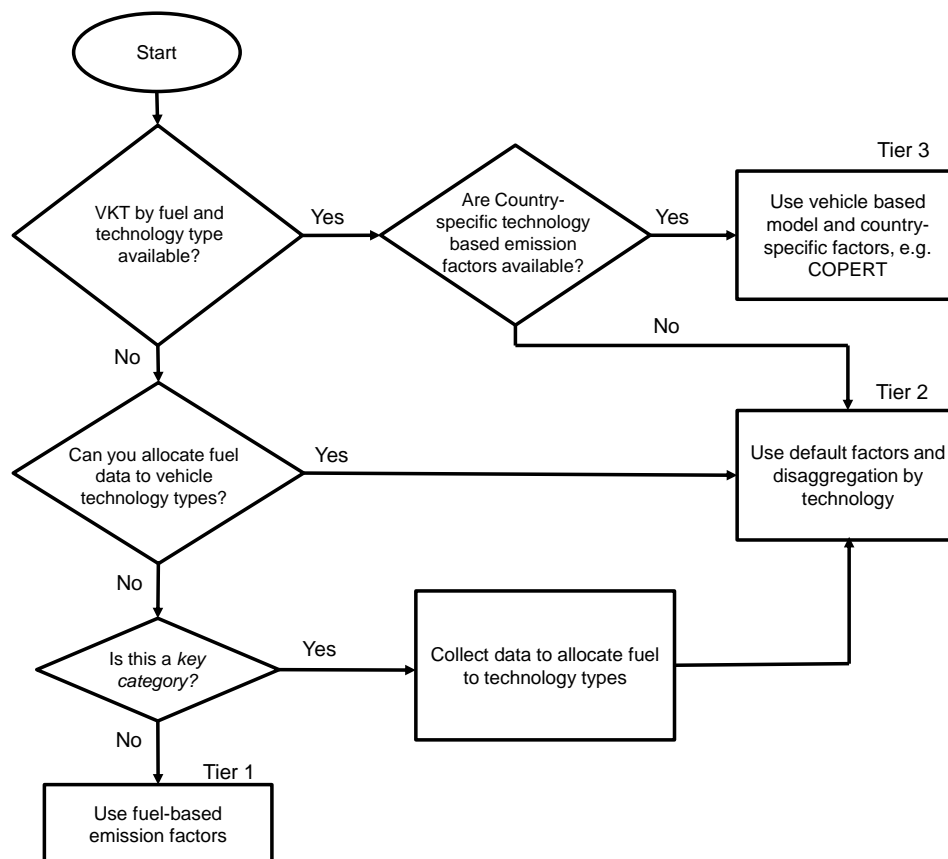 Start
VKT by fuel and
technology type
available?
Yes
Are Country-
specific technology
based emission
factors available?
Yes
Tier 3
Use vehicle based
model and country-
specific factors, e.g.
COPERT
No
No
Tier 2
Can you allocate fuel
data to vehicle
technology types?
Yes
Use default factors and
disaggregation by
technology
No
Is this a key
category?
Yes
Collect data to allocate fuel
to technology types
No
Tier 1
Use fuel-based
emission factors